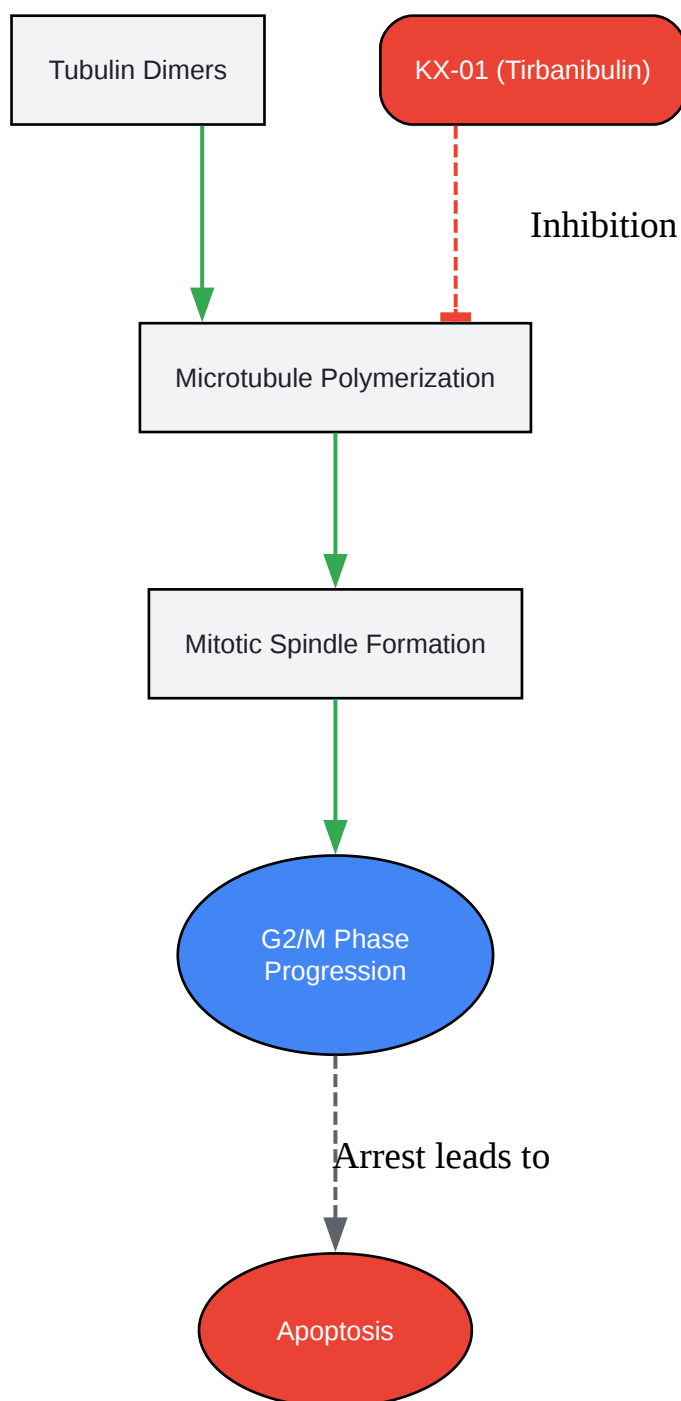 Tubulin Dimers
KX-01 (Tirbanibulin)
Inhibition
Microtubule Polymerization
Mitotic Spindle Formation
G2/M Phase
Progression
Arrest leads to
Apoptosis